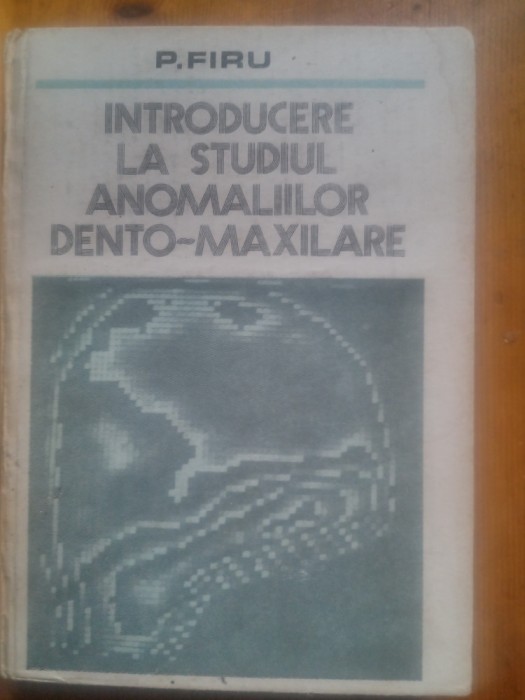 P. FIRU
INTRODUCERE
LA STUDIUL
ANOMALIILOR
DENTO-MAXILARE